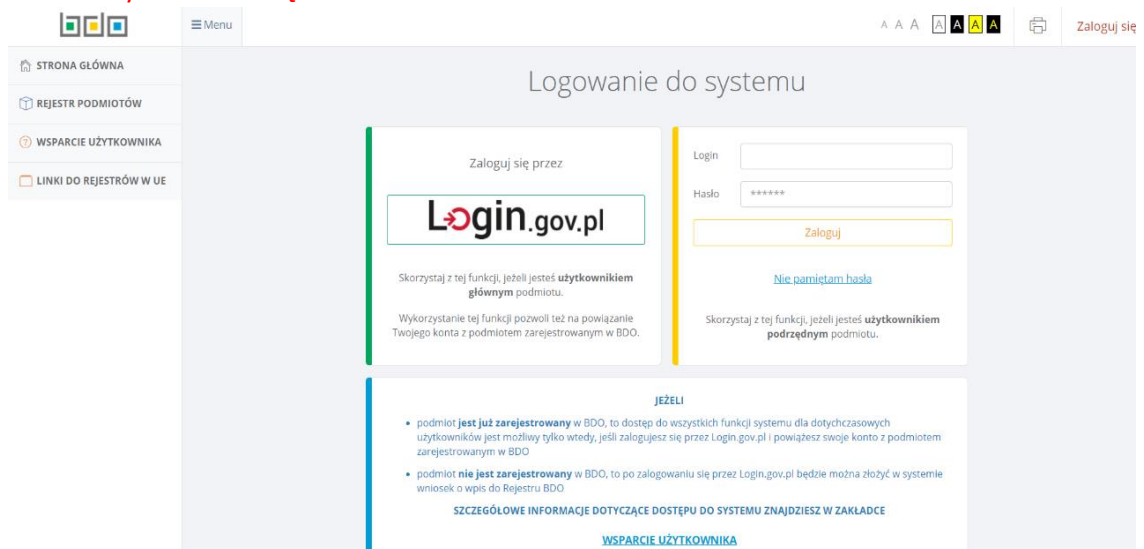 bdo
Menu
A A A A A A A
Zaloguj się
STRONA GŁÓWNA
REJESTR PODMIOTÓW
WSPARCIE UŻYTKOWNIKA
LINKI DO REJESTRÓW W UE
Logowanie do systemu
Zaloguj się przez
Login.gov.pl
Skorzystaj z tej funkcji, jeżeli jesteś użytkownikiem
głównym podmiotu.
Wykorzystanie tej funkcji pozwoli też na powiązanie
Twojego konta z podmiotem zarejestrowanym w BDO.
Login
Hasło ******
Zaloguj
Nie pamiętam hasła
Skorzystaj z tej funkcji, jeżeli jesteś użytkownikiem
podrzędnym podmiotu.
JEŻELI
• podmiot jest już zarejestrowany w BDO, to dostęp do wszystkich funkcji systemu dla dotychczasowych
użytkowników jest możliwy tylko wtedy, jeśli zalogujesz się przez Login.gov.pl i powiążesz swoje konto z podmiotem
zarejestrowanym w BDO
• podmiot nie jest zarejestrowany w BDO, to po zalogowaniu się przez Login.gov.pl będzie można złożyć w systemie
wniosek o wpis do Rejestru BDO
SZCZEGÓŁOWE INFORMACJE DOTYCZĄCE DOSTĘPU DO SYSTEMU ZNAJDZIESZ W ZAKŁADCE
WSPARCIE UŻYTKOWNIKA